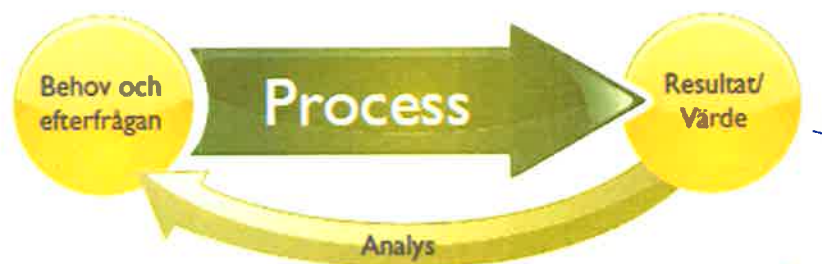 Behov och
efterfrågan
Process
Resultat/
Värde
Analys